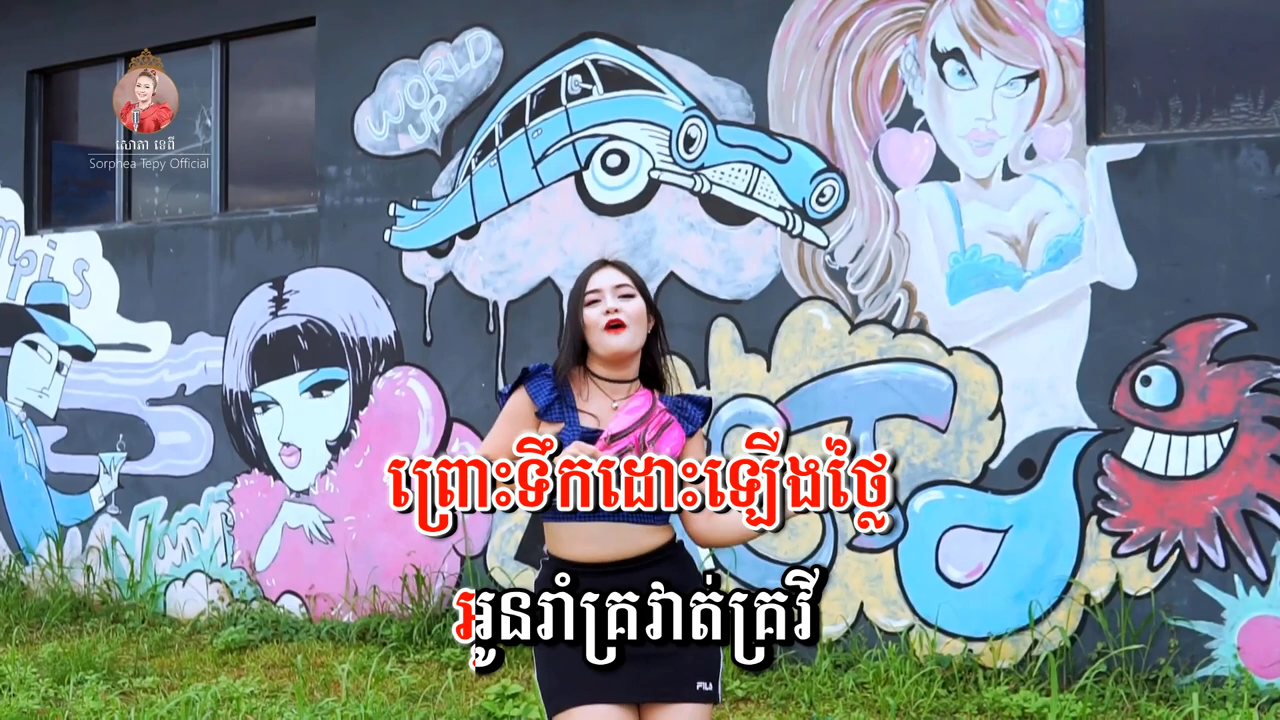 សោភា ទេពី
Sorphea Tepy Official
WORLD
UP
mpis
ព្រោះទឹកដោះឡើងថ្លៃ
អូនរាំគ្រវាត់គ្រវី
FILA